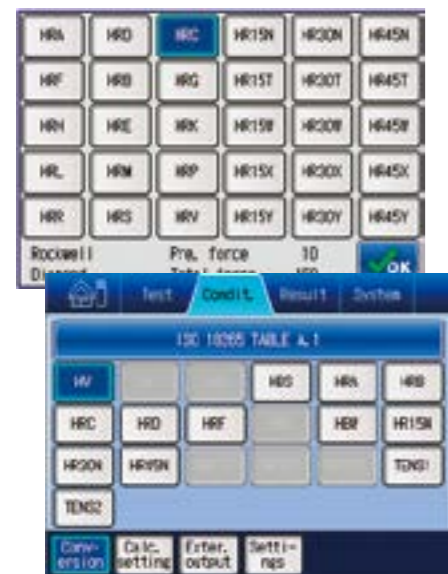 HRA HRD HRC HR15N HR30N HR45N
HRF HRB HRG HR15T HR30T HR45T
HRH HRE HRK HR15W HR30W HR45W
HRL HRM HRP HR15X HR30X HR45X
HRR HRS HRV HR15Y HR30Y HR45Y
Rockwell Pre. force 10
OK
Test Condit. Result System
ISO 18265 TABLE A.1
HV HBS HRA HRB
HRC HRD HRF HBW HR15N
HR30N HR45N TENS1
TENS2
Conv-
ersion
Calc.
setting
Exter.
output
Setti-
ngs